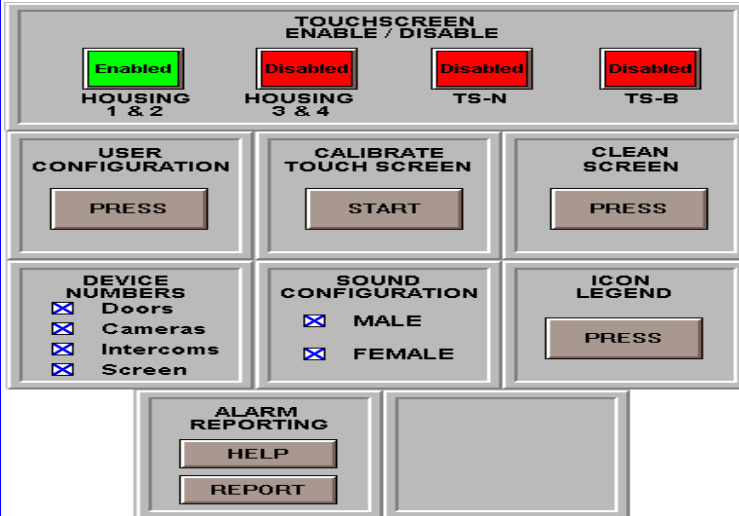 TOUCHSCREEN
ENABLE / DISABLE
Enabled
Disabled
Disabled
Disabled
HOUSING
1 & 2
HOUSING
3 & 4
TS-N
TS-B
USER
CONFIGURATION
PRESS
CALIBRATE
TOUCH SCREEN
START
CLEAN
SCREEN
PRESS
DEVICE
NUMBERS
Doors
Cameras
Intercoms
Screen
SOUND
CONFIGURATION
MALE
FEMALE
ICON
LEGEND
PRESS
ALARM
REPORTING
HELP
REPORT